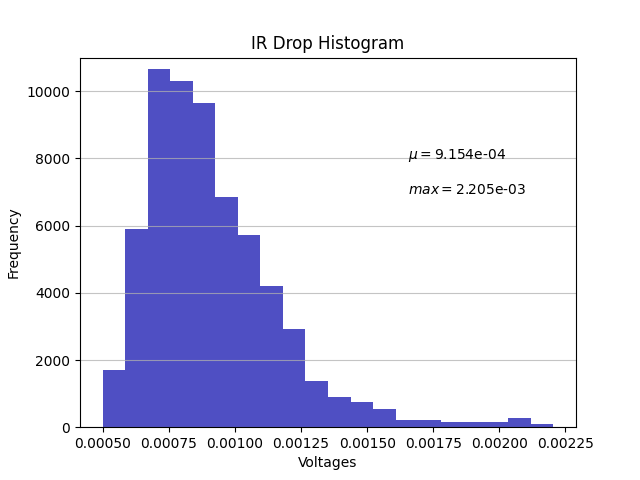 IR Drop Histogram
10000
8000
6000
4000
2000
0
Frequency
μ = 9.154e-04
max = 2.205e-03
0.00050 0.00075 0.00100 0.00125 0.00150 0.00175 0.00200 0.00225
Voltages